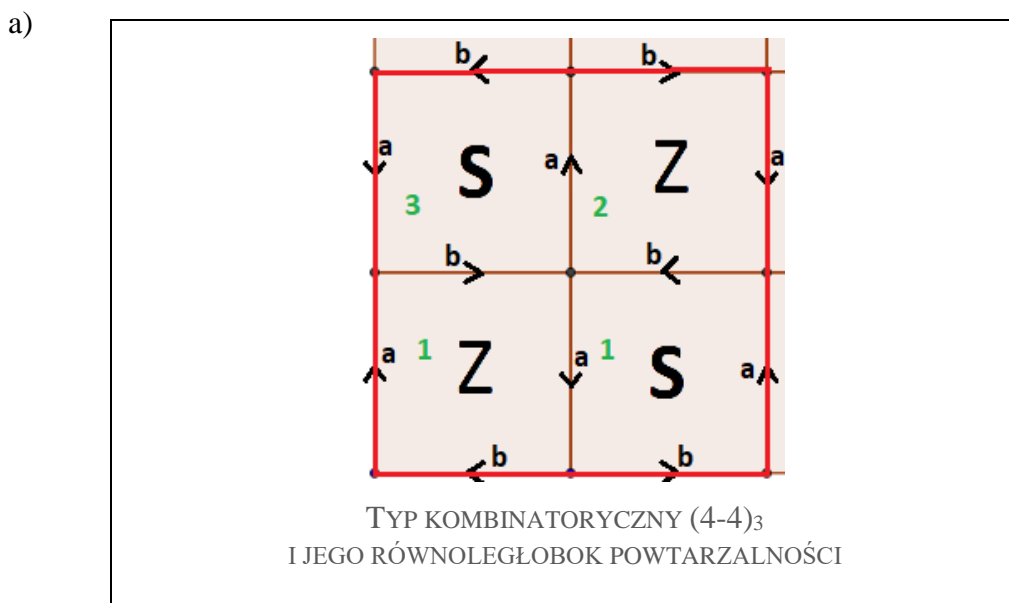 a)
b b
a S a Z a
3 2
b b
a 1 Z a 1 S a
b b
TYP KOMBINATORYCZNY (4-4)₃
I JEGO RÓWNOLEGŁOBOK POWTARZALNOŚCI